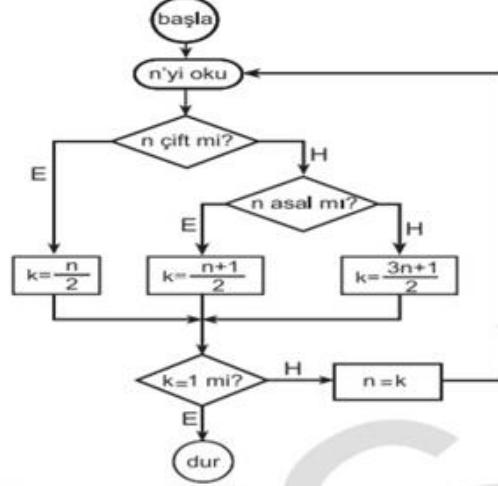 başla
n'yi oku
n çift mi?
E
H
n asal mı?
E
H
k=n/2
k=n+1/2
k=3n+1/2
k=1 mi?
H
n=k
E
dur